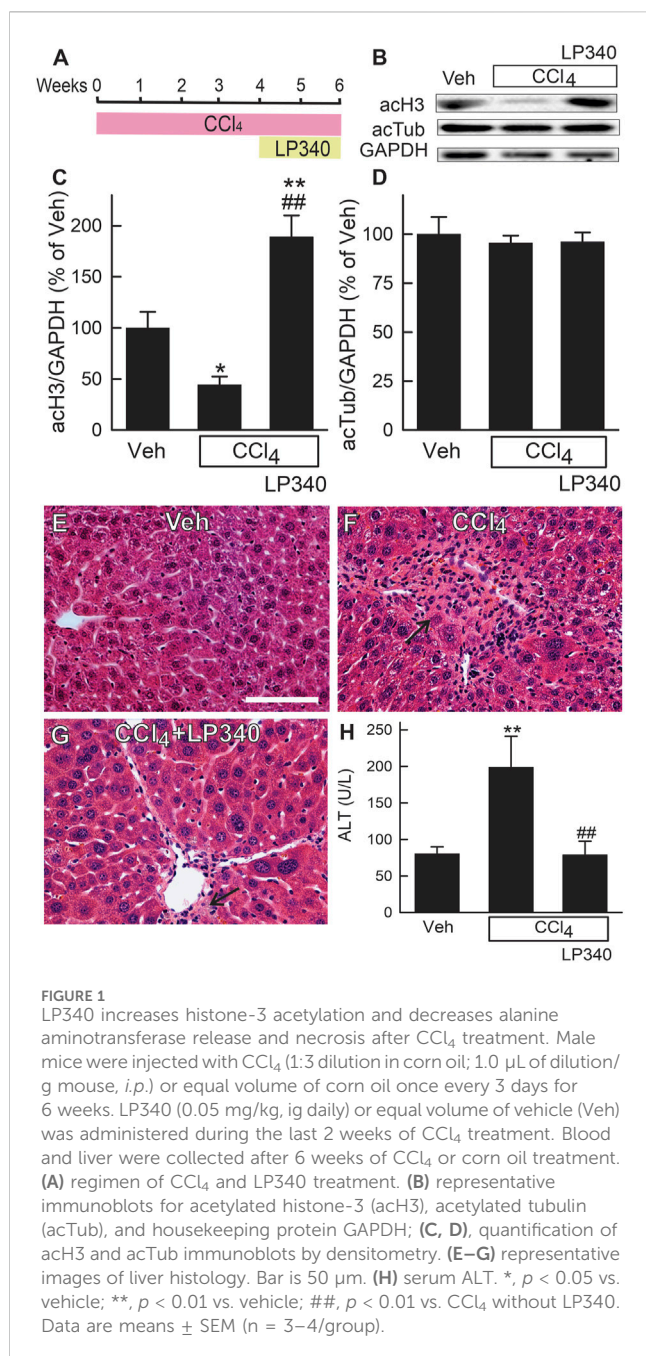 A
Weeks 0 1 2 3 4 5 6
CCl₄
LP340
B
LP340
Veh CCl₄
acH3
acTub
GAPDH
C
acH3/GAPDH (% of Veh)
200
150
100
50
0
*
**
##
Veh CCl₄
LP340
D
acTub/GAPDH (% of Veh)
100
75
50
25
0
Veh CCl₄
LP340
E Veh
F CCl₄
G CCl₄+LP340
H
ALT (U/L)
250
200
150
100
50
0
**
##
Veh CCl₄
LP340
FIGURE 1
LP340 increases histone-3 acetylation and decreases alanine
aminotransferase release and necrosis after CCl₄ treatment. Male
mice were injected with CCl₄ (1:3 dilution in corn oil; 1.0 μL of dilution/
g mouse, i.p.) or equal volume of corn oil once every 3 days for
6 weeks. LP340 (0.05 mg/kg, ig daily) or equal volume of vehicle (Veh)
was administered during the last 2 weeks of CCl₄ treatment. Blood
and liver were collected after 6 weeks of CCl₄ or corn oil treatment.
(A) regimen of CCl₄ and LP340 treatment. (B) representative
immunoblots for acetylated histone-3 (acH3), acetylated tubulin
(acTub), and housekeeping protein GAPDH; (C, D), quantification of
acH3 and acTub immunoblots by densitometry. (E–G) representative
images of liver histology. Bar is 50 μm. (H) serum ALT. *, p < 0.05 vs.
vehicle; **, p < 0.01 vs. vehicle; ##, p < 0.01 vs. CCl₄ without LP340.
Data are means ± SEM (n = 3–4/group).